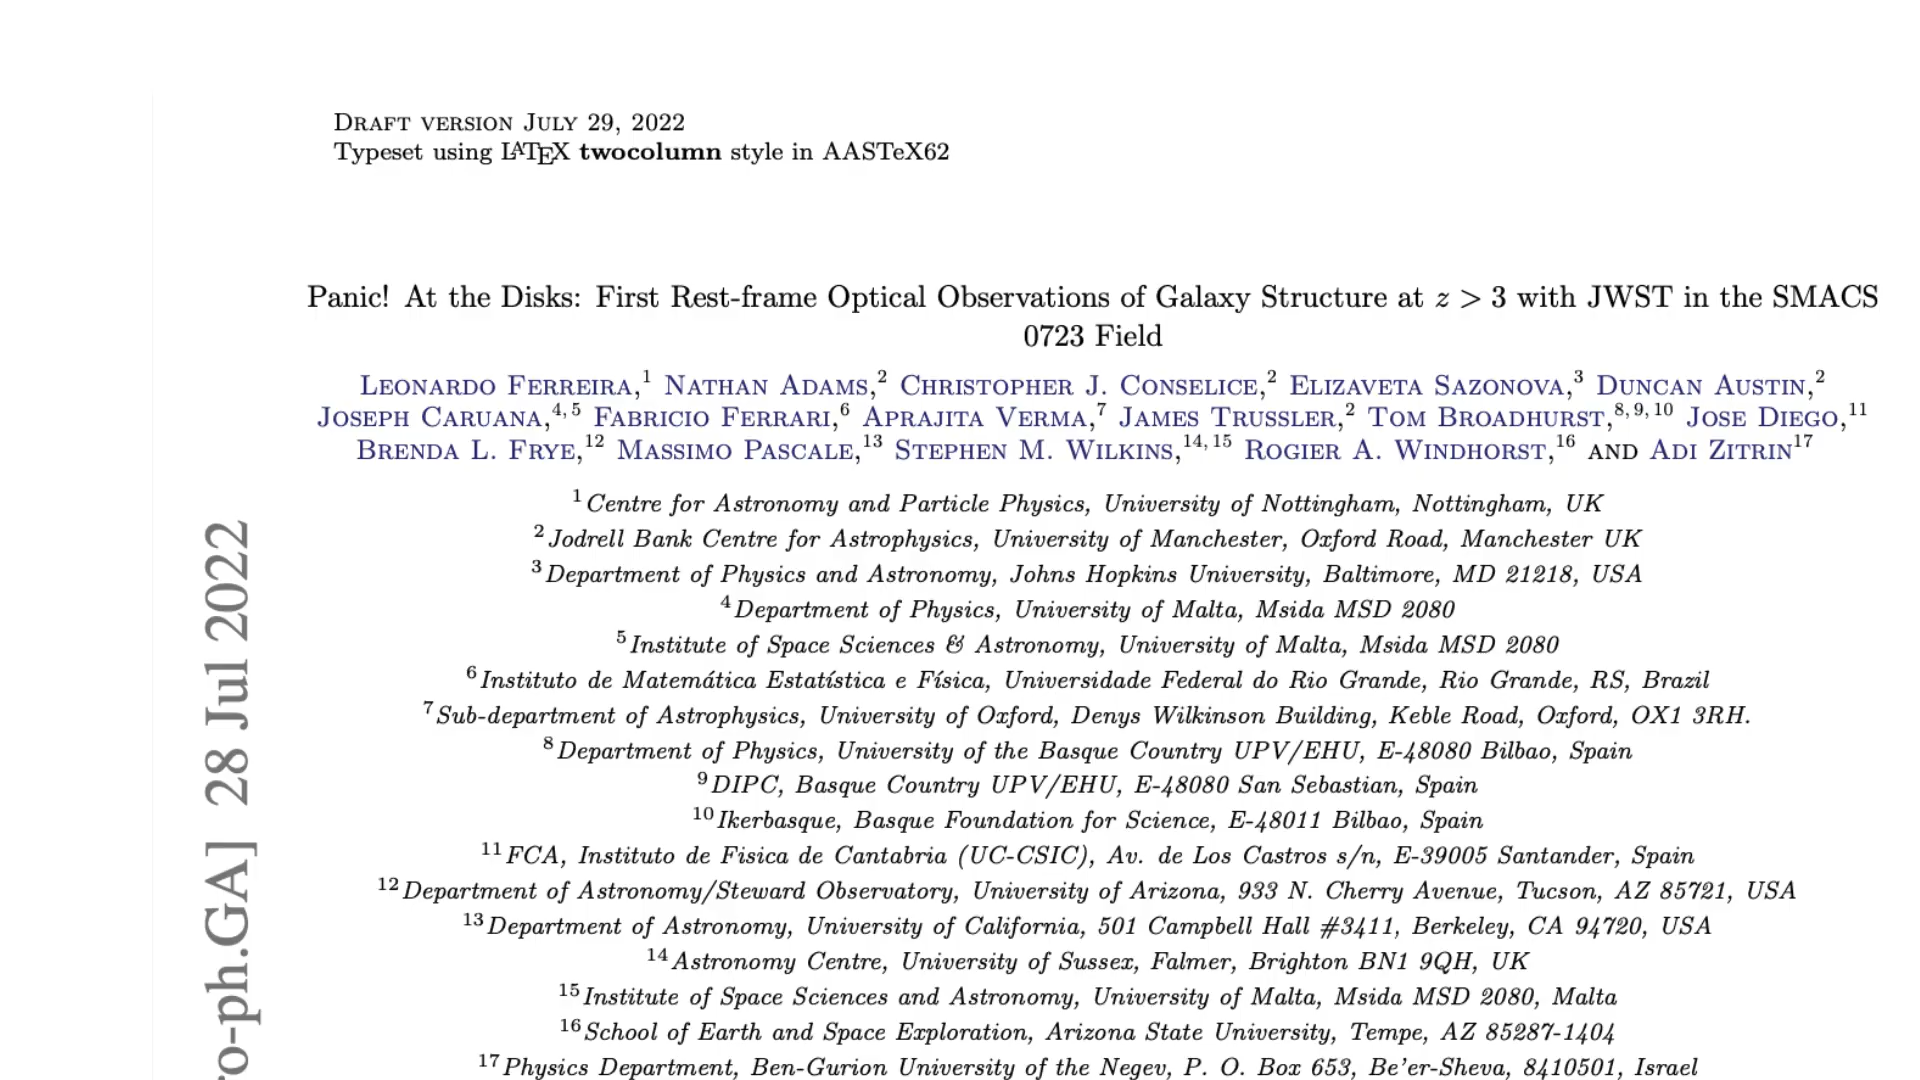 DRAFT VERSION JULY 29, 2022
Typeset using LATEX twocolumn style in AASTeX62
Panic! At the Disks: First Rest-frame Optical Observations of Galaxy Structure at z > 3 with JWST in the SMACS
0723 Field
LEONARDO FERREIRA,1 NATHAN ADAMS,2 CHRISTOPHER J. CONSELICE,2 ELIZAVETA SAZONOVA,3 DUNCAN AUSTIN,2
JOSEPH CARUANA,4,5 FABRICIO FERRARI,6 APRAJITA VERMA,7 JAMES TRUSSLER,2 TOM BROADHURST,8,9,10 JOSE DIEGO,11
BRENDA L. FRYE,12 MASSIMO PASCALE,13 STEPHEN M. WILKINS,14,15 ROGIER A. WINDHORST,16 AND ADI ZITRIN17
1Centre for Astronomy and Particle Physics, University of Nottingham, Nottingham, UK
2Jodrell Bank Centre for Astrophysics, University of Manchester, Oxford Road, Manchester UK
3Department of Physics and Astronomy, Johns Hopkins University, Baltimore, MD 21218, USA
4Department of Physics, University of Malta, Msida MSD 2080
5Institute of Space Sciences & Astronomy, University of Malta, Msida MSD 2080
6Instituto de Matemática Estatística e Física, Universidade Federal do Rio Grande, Rio Grande, RS, Brazil
7Sub-department of Astrophysics, University of Oxford, Denys Wilkinson Building, Keble Road, Oxford, OX1 3RH.
8Department of Physics, University of the Basque Country UPV/EHU, E-48080 Bilbao, Spain
9DIPC, Basque Country UPV/EHU, E-48080 San Sebastian, Spain
10Ikerbasque, Basque Foundation for Science, E-48011 Bilbao, Spain
11FCA, Instituto de Fisica de Cantabria (UC-CSIC), Av. de Los Castros s/n, E-39005 Santander, Spain
12Department of Astronomy/Steward Observatory, University of Arizona, 933 N. Cherry Avenue, Tucson, AZ 85721, USA
13Department of Astronomy, University of California, 501 Campbell Hall #3411, Berkeley, CA 94720, USA
14Astronomy Centre, University of Sussex, Falmer, Brighton BN1 9QH, UK
15Institute of Space Sciences and Astronomy, University of Malta, Msida MSD 2080, Malta
16School of Earth and Space Exploration, Arizona State University, Tempe, AZ 85287-1404
17Physics Department, Ben-Gurion University of the Negev, P. O. Box 653, Be'er-Sheva, 8410501, Israel
ro-ph.GA] 28 Jul 2022